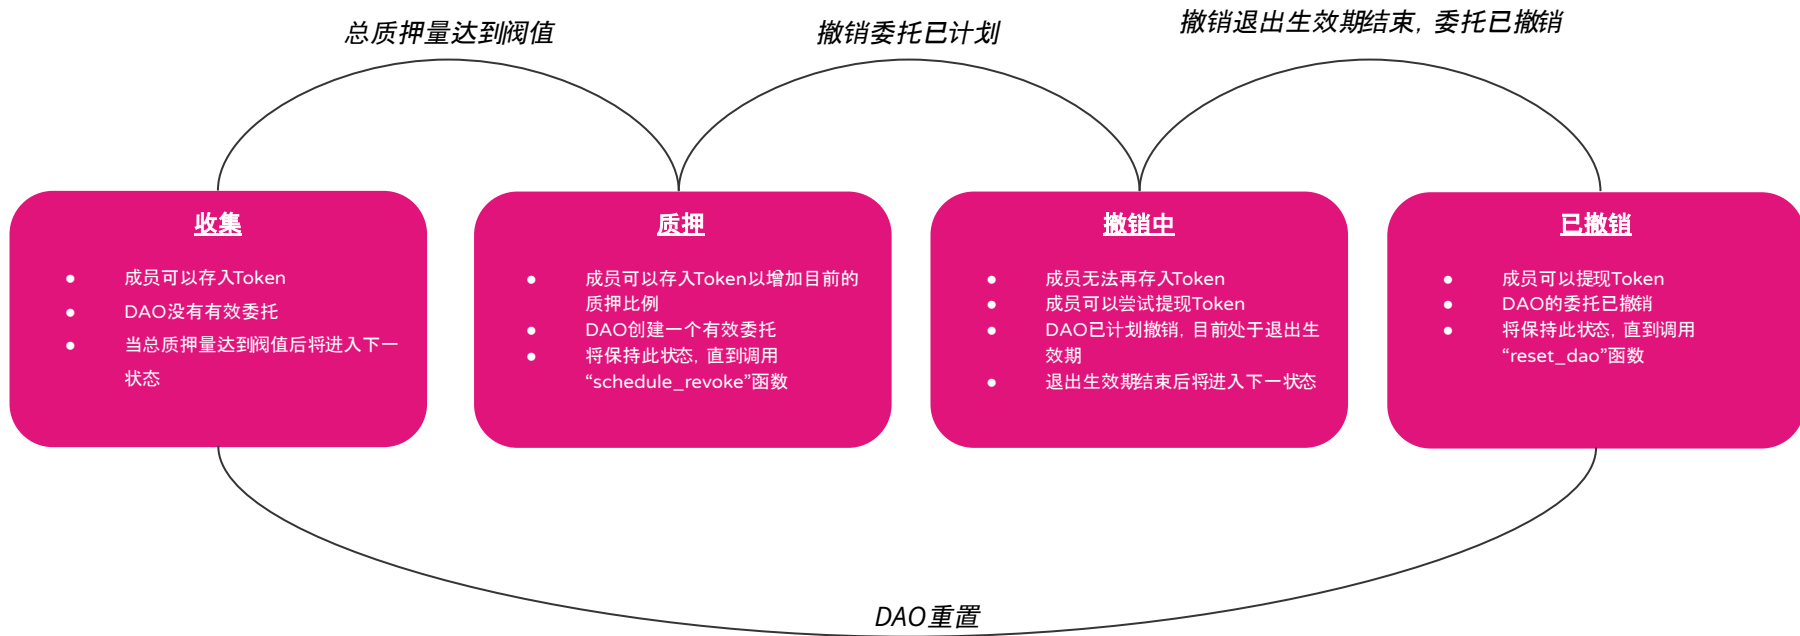 总质押量达到阀值
撤销委托已计划
撤销退出生效期结束，委托已撤销
收集
● 成员可以存入Token
● DAO没有有效委托
● 当总质押量达到阀值后将进入下一
状态
质押
● 成员可以存入Token以增加目前的
质押比例
● DAO创建一个有效委托
● 将保持此状态，直到调用
“schedule_revoke”函数
撤销中
● 成员无法再存入Token
● 成员可以尝试提现Token
● DAO已计划撤销，目前处于退出生
效期
● 退出生效期结束后将进入下一状态
已撤销
● 成员可以提现Token
● DAO的委托已撤销
● 将保持此状态，直到调用
“reset_dao”函数
DAO重置